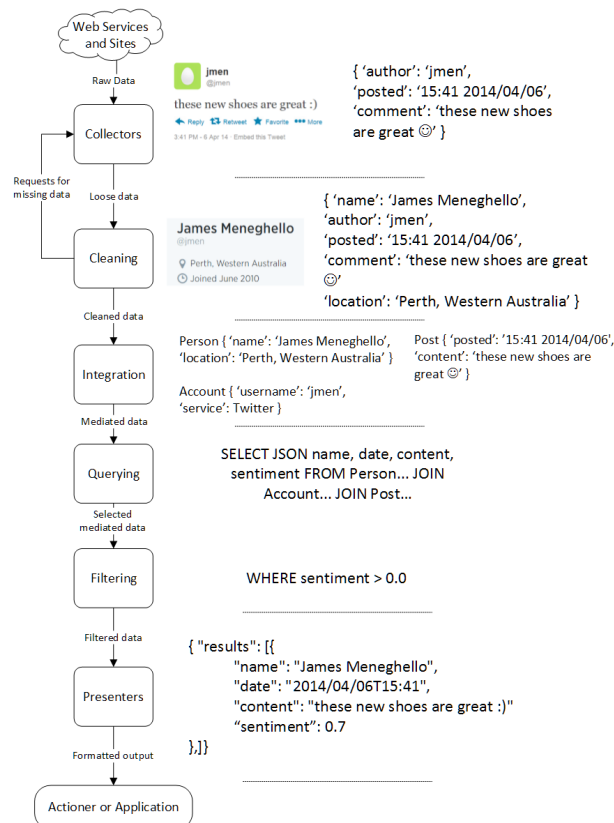 Web Services
and Sites
Raw Data
jmen
@jmen
these new shoes are great :)
Reply Retweet Favorite More
3:41 PM - 6 Apr 14 · Embed this Tweet
{ ‘author’: ‘jmen’,
‘posted’: ‘15:41 2014/04/06’,
‘comment’: ‘these new shoes
are great ☺’ }
Collectors
Requests for
missing data
Loose data
James Meneghello
@jmen
Perth, Western Australia
Joined June 2010
{ ‘name’: ‘James Meneghello’,
‘author’: ‘jmen’,
‘posted’: ‘15:41 2014/04/06’,
‘comment’: ‘these new shoes are great
☺’
‘location’: ‘Perth, Western Australia’ }
Cleaning
Cleaned data
Person { ‘name’: ‘James Meneghello’,
‘location’: ‘Perth, Western Australia’ }
Account { ‘username’: ‘jmen’,
‘service’: Twitter }
Post { ‘posted’: ‘15:41 2014/04/06’,
‘content’: ‘these new shoes are
great ☺’ }
Integration
Mediated data
Querying
SELECT JSON name, date, content,
sentiment FROM Person... JOIN
Account... JOIN Post...
Selected
mediated data
Filtering
WHERE sentiment > 0.0
Filtered data
Presenters
{ "results": [{
"name": "James Meneghello",
"date": "2014/04/06T15:41",
"content": "these new shoes are great :)"
“sentiment”: 0.7
},]}
Formatted output
Actioner or Application